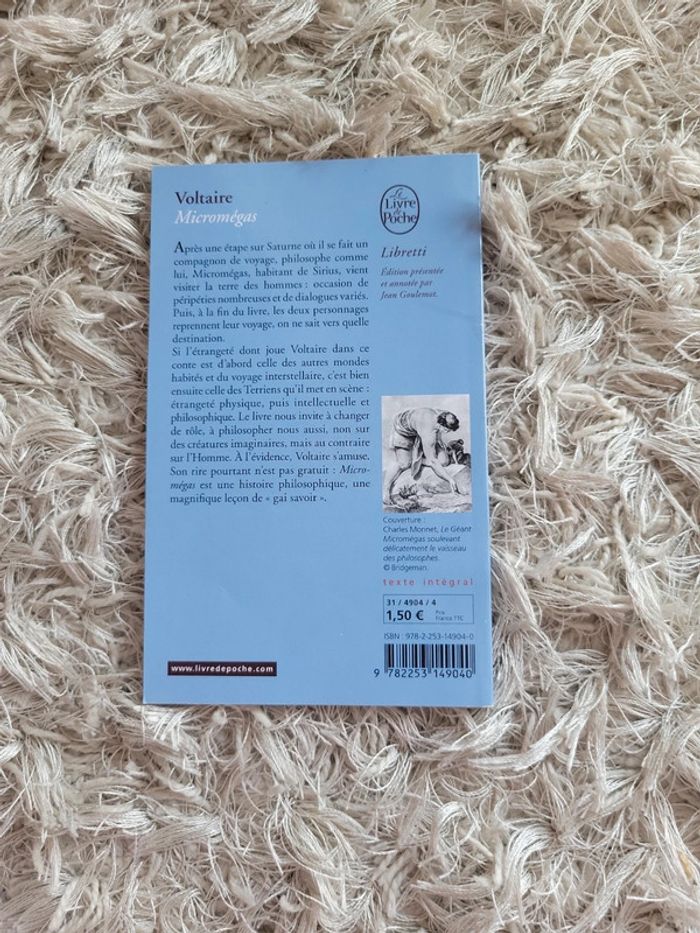 Voltaire
Micromégas
Après une étape sur Saturne où il se fait un
compagnon de voyage, philosophe comme
lui, Micromégas, habitant de Sirius, vient
visiter la terre des hommes : occasion de
péripéties nombreuses et de dialogues variés.
Puis, à la fin du livre, les deux personnages
reprennent leur voyage, on ne sait vers quelle
destination.
Si l'étrangeté dont joue Voltaire dans ce
conte est d'abord celle des autres mondes
habités et du voyage interstellaire, c'est bien
ensuite celle des Terriens qu'il met en scène :
étrangeté physique, puis intellectuelle et
philosophique. Le livre nous invite à changer
de rôle, à philosopher nous aussi, non sur
des créatures imaginaires, mais au contraire
sur l'Homme. À l'évidence, Voltaire s'amuse.
Son rire pourtant n'est pas gratuit : Micro-
mégas est une histoire philosophique, une
magnifique leçon de « gai savoir ».
www.livredepoche.com
Le
Livre
de
Poche
Libretti
Édition présentée
et annotée par
Jean Goulemot.
Couverture :
Charles Monnet, Le Géant
Micromégas soulevant
délicatement le vaisseau
des philosophes.
© Bridgeman.
texte intégral
31 / 4904 / 4
1,50 € Prix
France TTC
ISBN : 978-2-253-14904-0
9 782253 149040